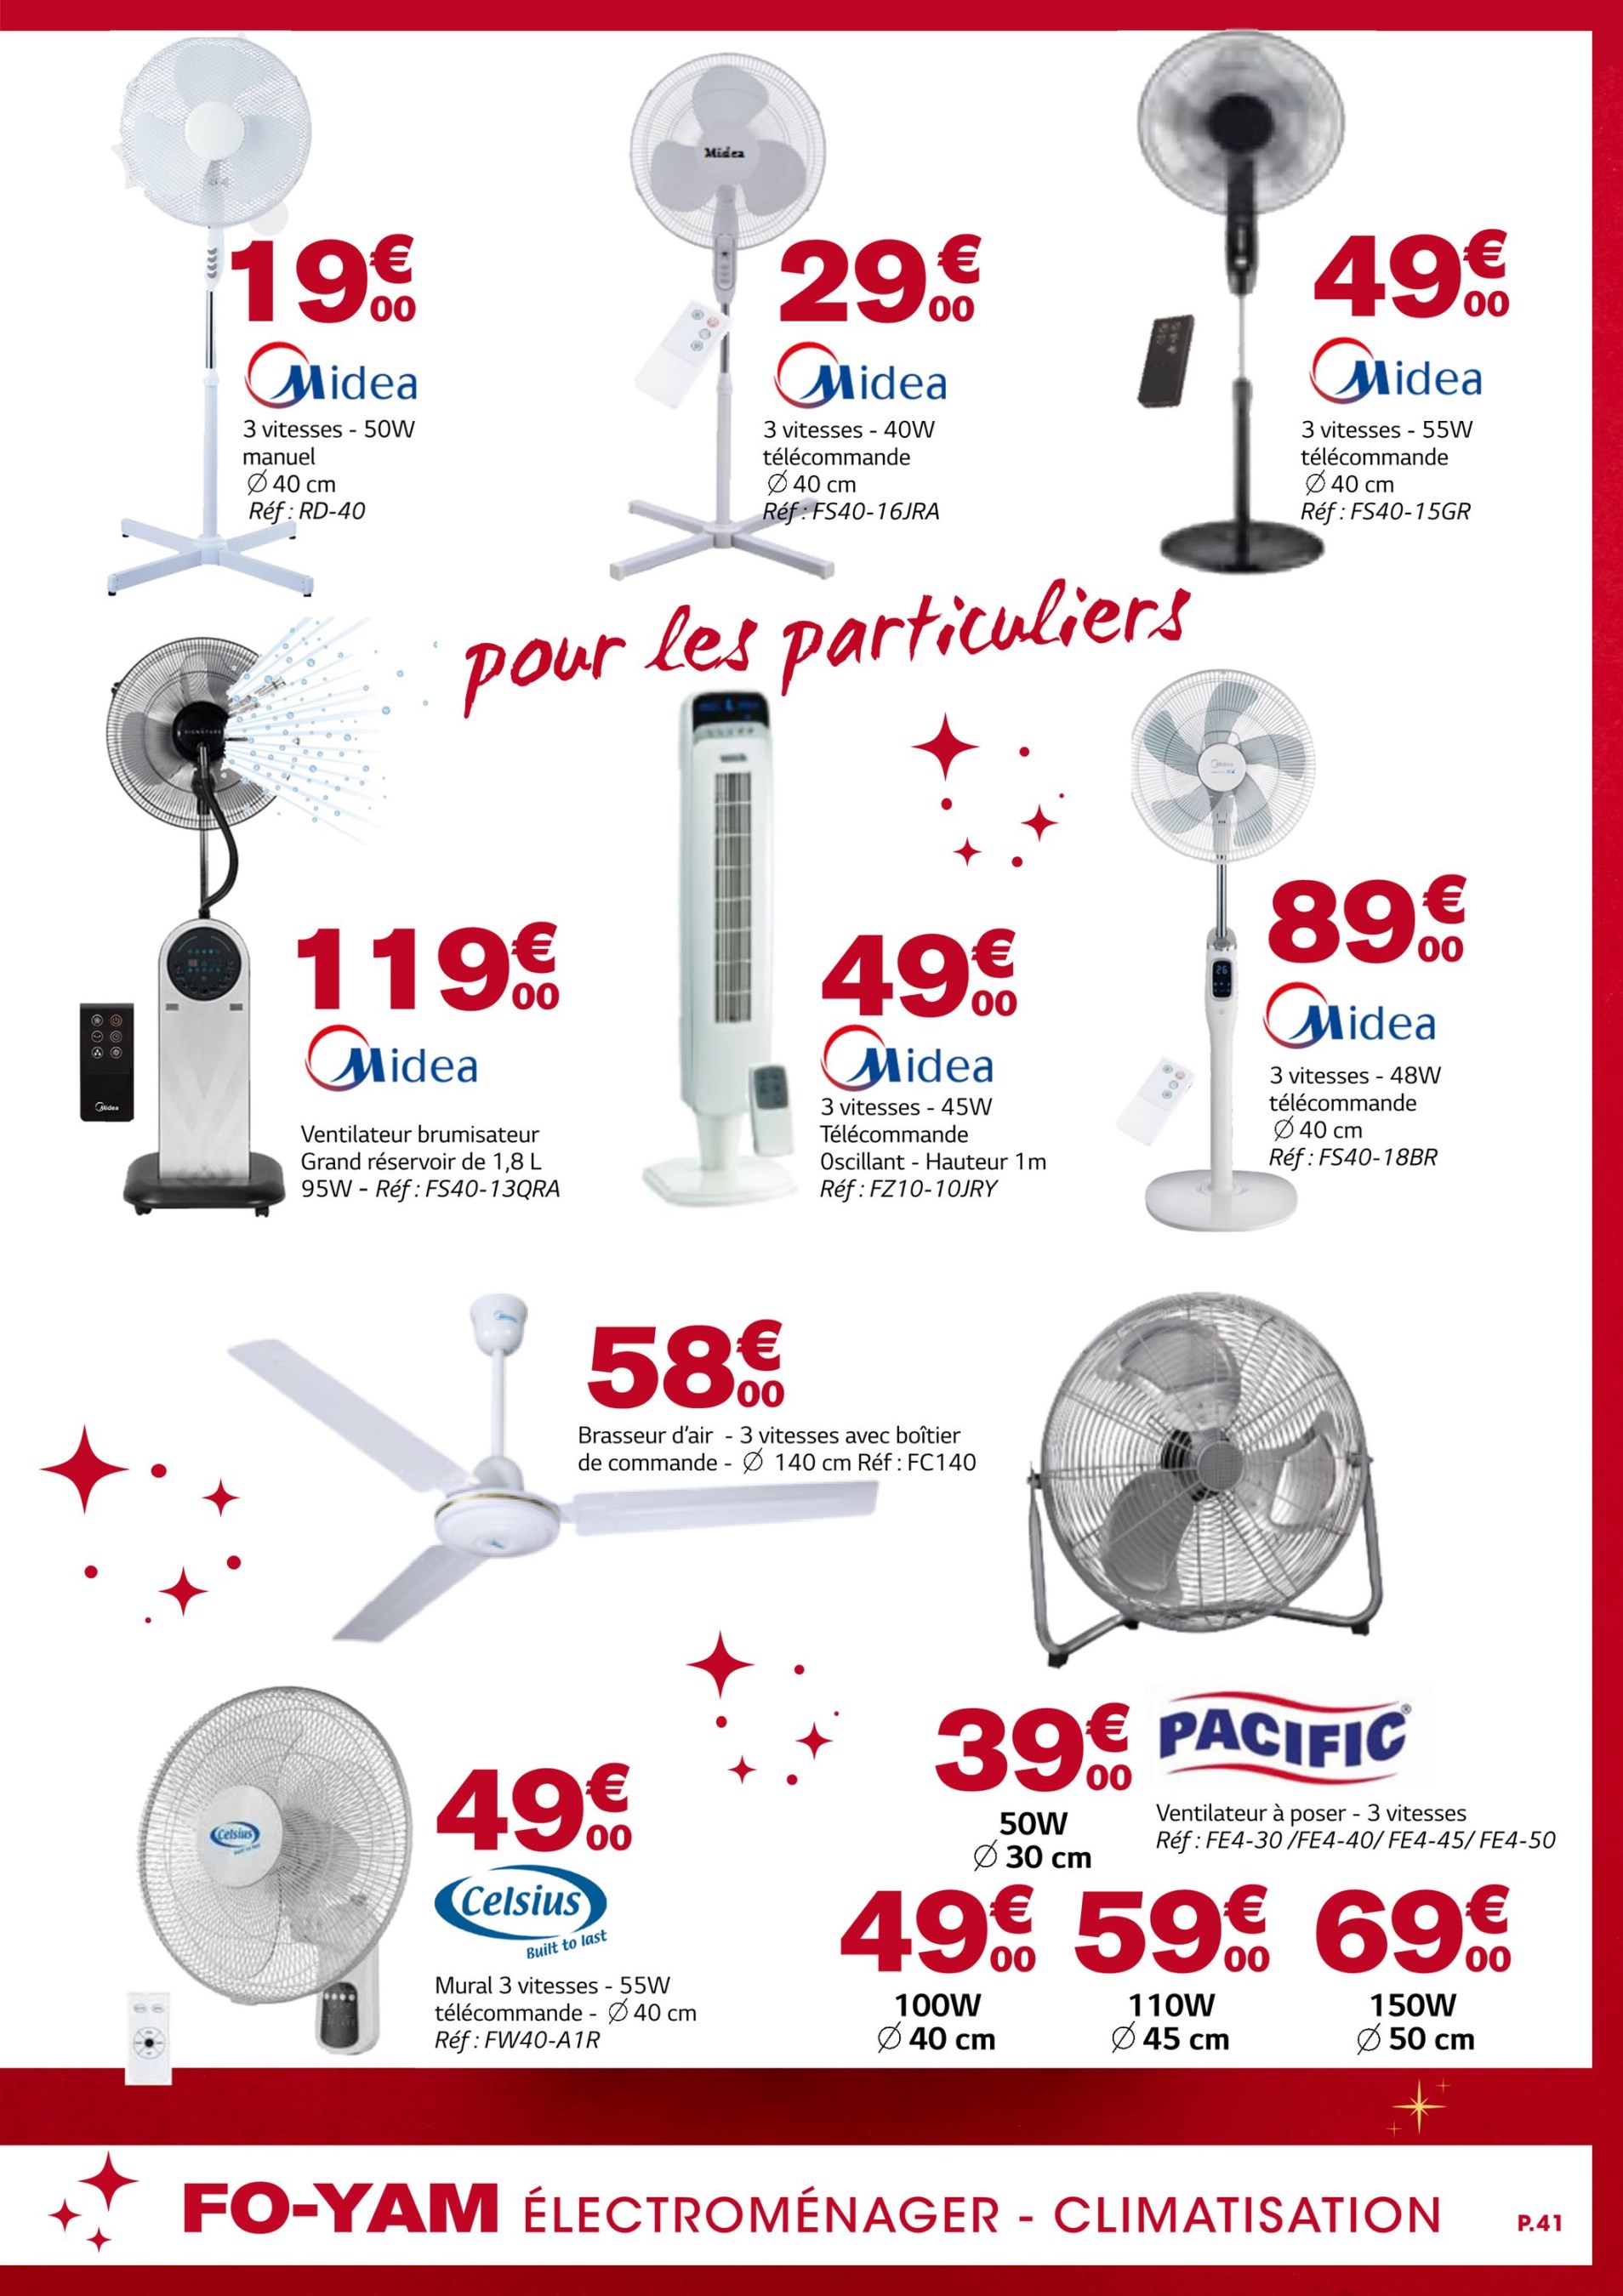 19€00
Midea
3 vitesses - 50W
manuel
Ø 40 cm
Réf : RD-40
Midea
29€00
Midea
3 vitesses - 40W
télécommande
Ø 40 cm
Réf : FS40-16JRA
49€00
Midea
3 vitesses - 55W
télécommande
Ø 40 cm
Réf : FS40-15GR
pour les particuliers
SIGNATURE
Midea
119€00
Midea
Ventilateur brumisateur
Grand réservoir de 1,8 L
95W - Réf : FS40-13QRA
49€00
Midea
3 vitesses - 45W
Télécommande
Oscillant - Hauteur 1m
Réf : FZ10-10JRY
Midea
26
89€00
Midea
3 vitesses - 48W
télécommande
Ø 40 cm
Réf : FS40-18BR
58€00
Brasseur d'air - 3 vitesses avec boîtier
de commande - Ø 140 cm Réf : FC140
Celsius
49€00
Celsius
Built to last
Mural 3 vitesses - 55W
télécommande - Ø 40 cm
Réf : FW40-A1R
39€00
50W
Ø 30 cm
PACIFIC®
Ventilateur à poser - 3 vitesses
Réf : FE4-30 /FE4-40/ FE4-45/ FE4-50
49€00 59€00 69€00
100W 110W 150W
Ø 40 cm Ø 45 cm Ø 50 cm
FO-YAM ÉLECTROMÉNAGER - CLIMATISATION
P.41